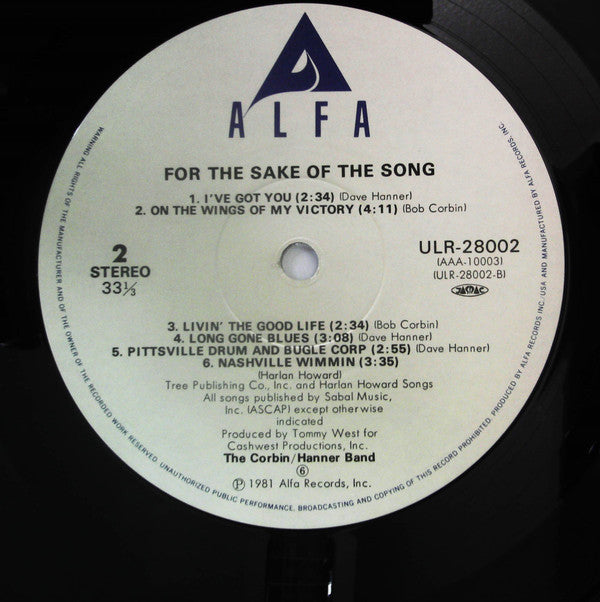 ALFA
FOR THE SAKE OF THE SONG
1. I'VE GOT YOU (2:34) (Dave Hanner)
2. ON THE WINGS OF MY VICTORY (4:11) (Bob Corbin)
2
STEREO
33⅓
ULR-28002
(AAA-10003)
(ULR-28002-B)
JASRAC
3. LIVIN' THE GOOD LIFE (2:34) (Bob Corbin)
4. LONG GONE BLUES (3:08) (Dave Hanner)
5. PITTSVILLE DRUM AND BUGLE CORP (2:55) (Dave Hanner)
6. NASHVILLE WIMMIN (3:35)
(Harlan Howard)
Tree Publishing Co., Inc. and Harlan Howard Songs
All songs published by Sabal Music,
Inc. (ASCAP) except otherwise
indicated
Produced by Tommy West for
Cashwest Productions, Inc.
The Corbin/Hanner Band
⑥
℗ 1981 Alfa Records, Inc.
WARNING. ALL RIGHTS OF THE MANUFACTURER AND OF THE OWNER OF THE RECORDED WORK RESERVED. UNAUTHORIZED PUBLIC PERFORMANCE, BROADCASTING AND COPYING OF THIS RECORD PROHIBITED. PRODUCED BY ALFA RECORDS INC./USA AND MANUFACTURED BY ALFA RECORDS, INC.